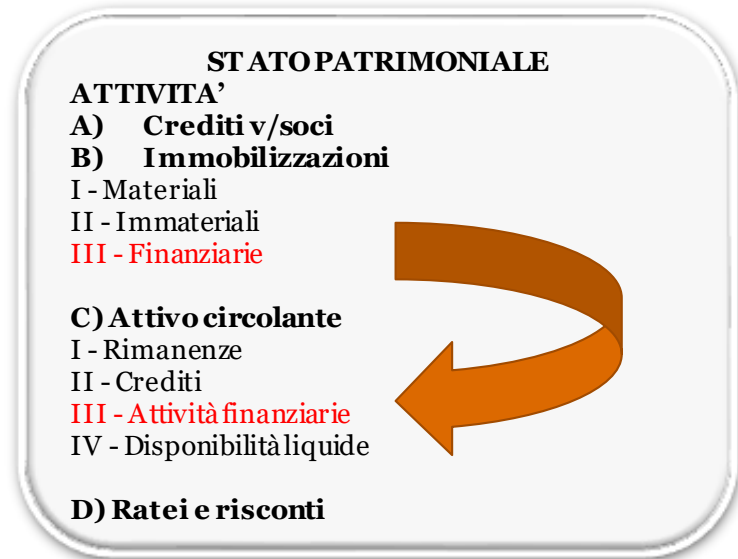 STATO PATRIMONIALE
ATTIVITA’
A) Crediti v/soci
B) Immobilizzazioni
I - Materiali
II - Immateriali
III - Finanziarie
C) Attivo circolante
I - Rimanenze
II - Crediti
III - Attività finanziarie
IV - Disponibilità liquide
D) Ratei e risconti